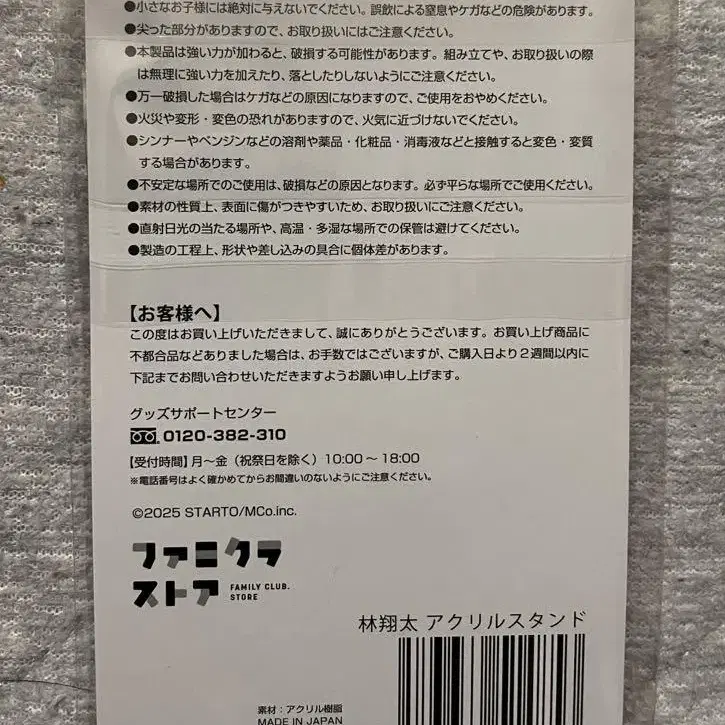 ●小さなお子様には絶対に与えないでください。誤飲による窒息やケガなどの危険があります。
●尖った部分がありますので、お取り扱いにはご注意ください。
●本製品は強い力が加わると、破損する可能性があります。組み立てや、お取り扱いの際
は無理に強い力を加えたり、落としたりしないようにご注意ください。
●万一破損した場合はケガなどの原因になりますので、ご使用をおやめください。
●火災や変形・変色の恐れがありますので、火気に近づけないでください。
●シンナーやベンジンなどの溶剤や薬品・化粧品・消毒液などと接触すると変色・変質
する場合があります。
●不安定な場所でのご使用は、破損などの原因となります。必ず平らな場所でご使用ください。
●素材の性質上、表面に傷がつきやすいため、お取り扱いにご注意ください。
●直射日光の当たる場所や、高温・多湿な場所での保管は避けてください。
●製造の工程上、形状や差し込みの具合に個体差があります。
【お客様へ】
この度はお買い上げいただきまして、誠にありがとうございます。お買い上げ商品に
不都合品などありました場合は、お手数ではございますが、ご購入日より2週間以内に
下記までお問い合わせいただきますようお願い申し上げます。
グッズサポートセンター
0120-382-310
【受付時間】月～金（祝祭日を除く）10:00～18:00
※電話番号はよく確かめてからお間違いのないようにご注意ください。
©2025 STARTO/MCo.inc.
ファミクラ
ストア FAMILY CLUB.
STORE
林翔太 アクリルスタンド
素材：アクリル樹脂
MADE IN JAPAN